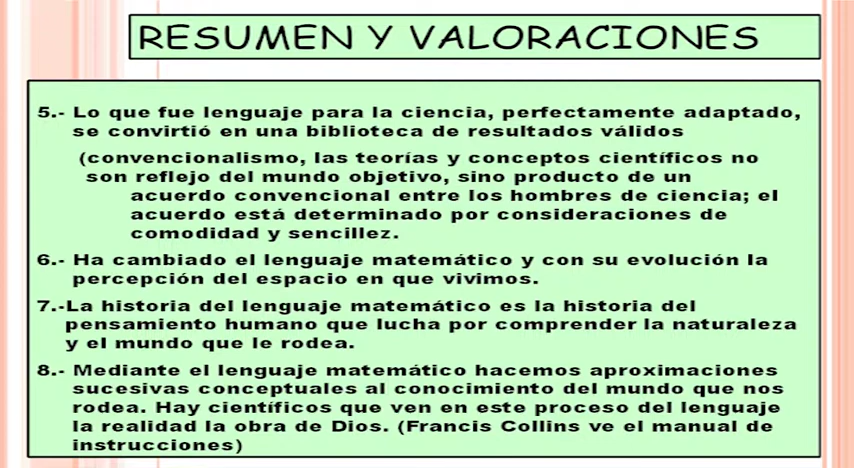 RESUMEN Y VALORACIONES
5.- Lo que fue lenguaje para la ciencia, perfectamente adaptado,
se convirtió en una biblioteca de resultados válidos
(convencionalismo, las teorías y conceptos científicos no
son reflejo del mundo objetivo, sino producto de un
acuerdo convencional entre los hombres de ciencia; el
acuerdo está determinado por consideraciones de
comodidad y sencillez.
6.- Ha cambiado el lenguaje matemático y con su evolución la
percepción del espacio en que vivimos.
7.-La historia del lenguaje matemático es la historia del
pensamiento humano que lucha por comprender la naturaleza
y el mundo que le rodea.
8.- Mediante el lenguaje matemático hacemos aproximaciones
sucesivas conceptuales al conocimiento del mundo que nos
rodea. Hay científicos que ven en este proceso del lenguaje
la realidad la obra de Dios. (Francis Collins ve el manual de
instrucciones)